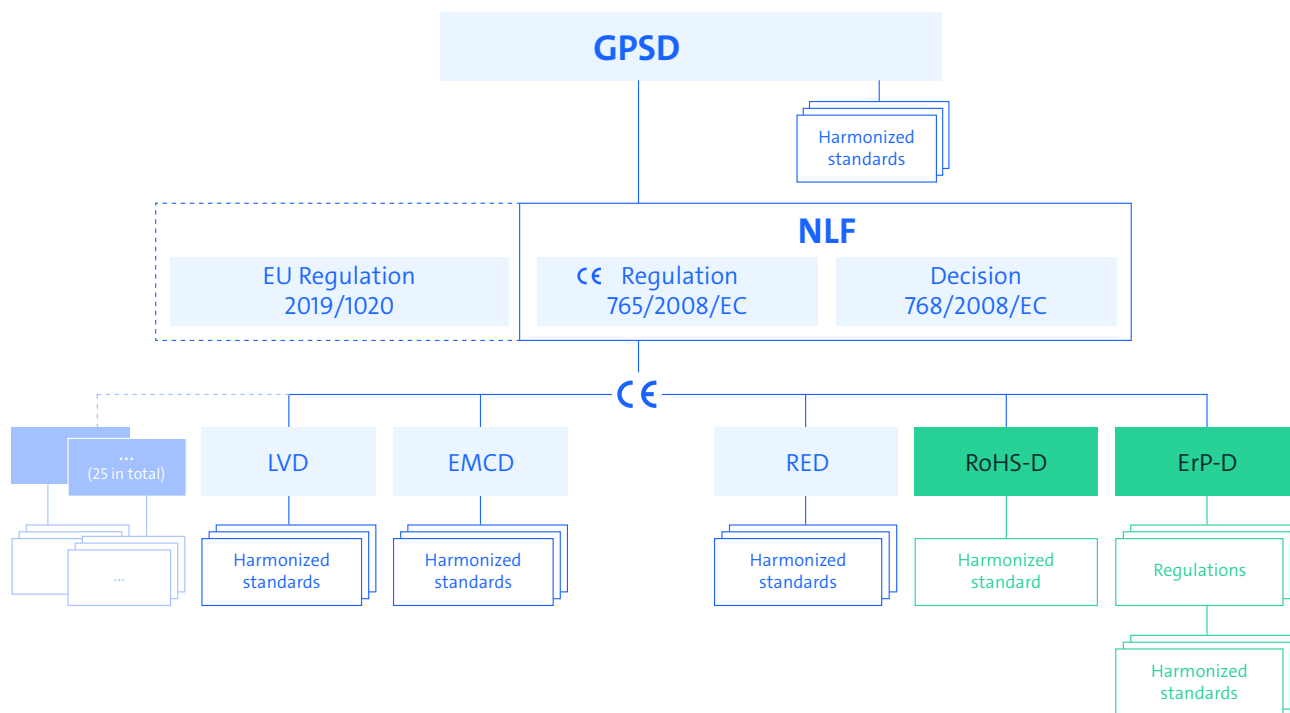 GPSD
Harmonized
standards
NLF
EU Regulation
2019/1020
CE Regulation
765/2008/EC
Decision
768/2008/EC
CE
...
(25 in total)
LVD
EMCD
RED
RoHS-D
ErP-D
...
Harmonized
standards
Harmonized
standards
Harmonized
standards
Harmonized
standard
Regulations
Harmonized
standards